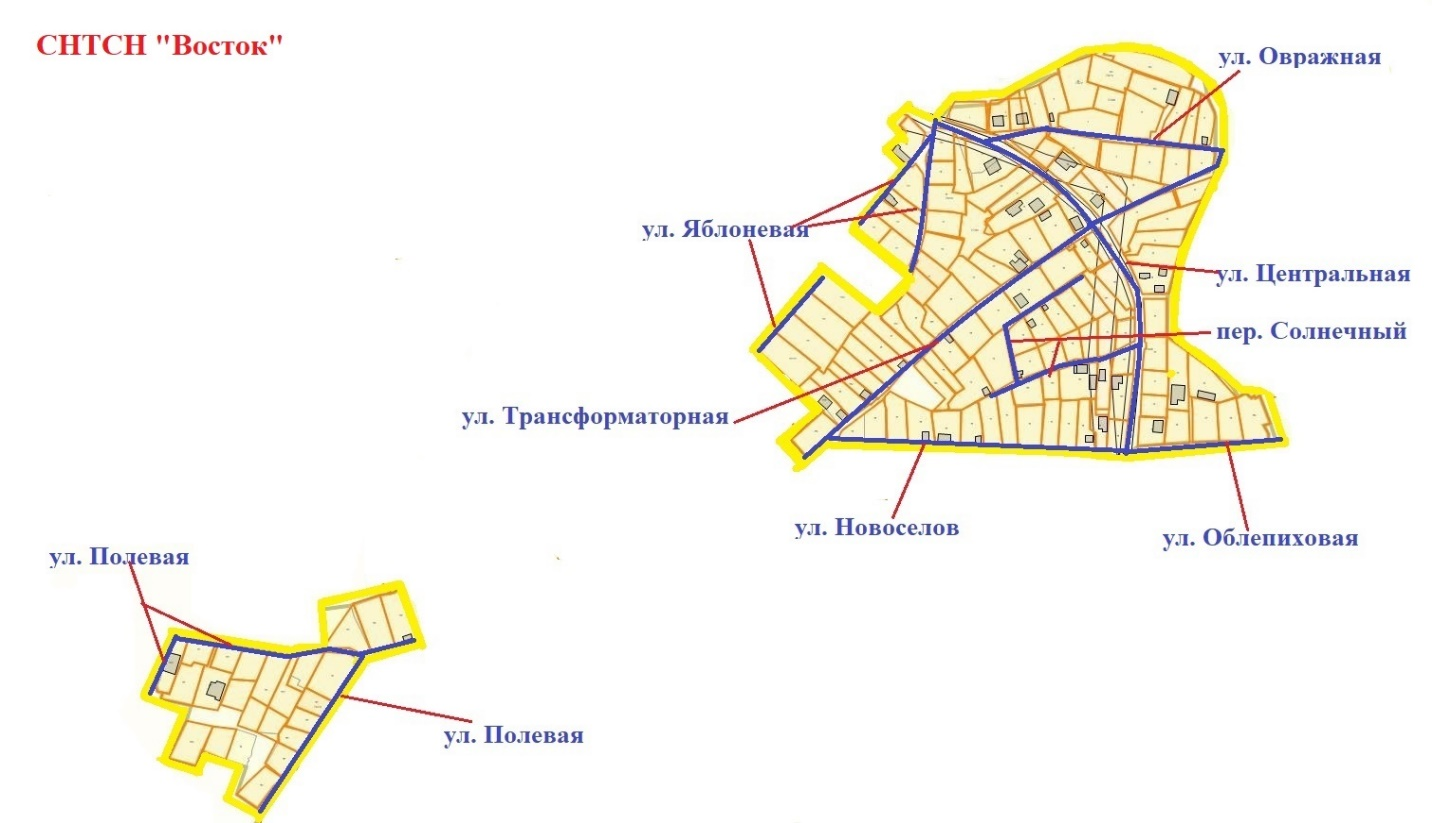 СНТСН "Восток"
ул. Овражная
ул. Яблоневая
ул. Центральная
пер. Солнечный
ул. Трансформаторная
ул. Новоселов
ул. Облепиховая
ул. Полевая
ул. Полевая